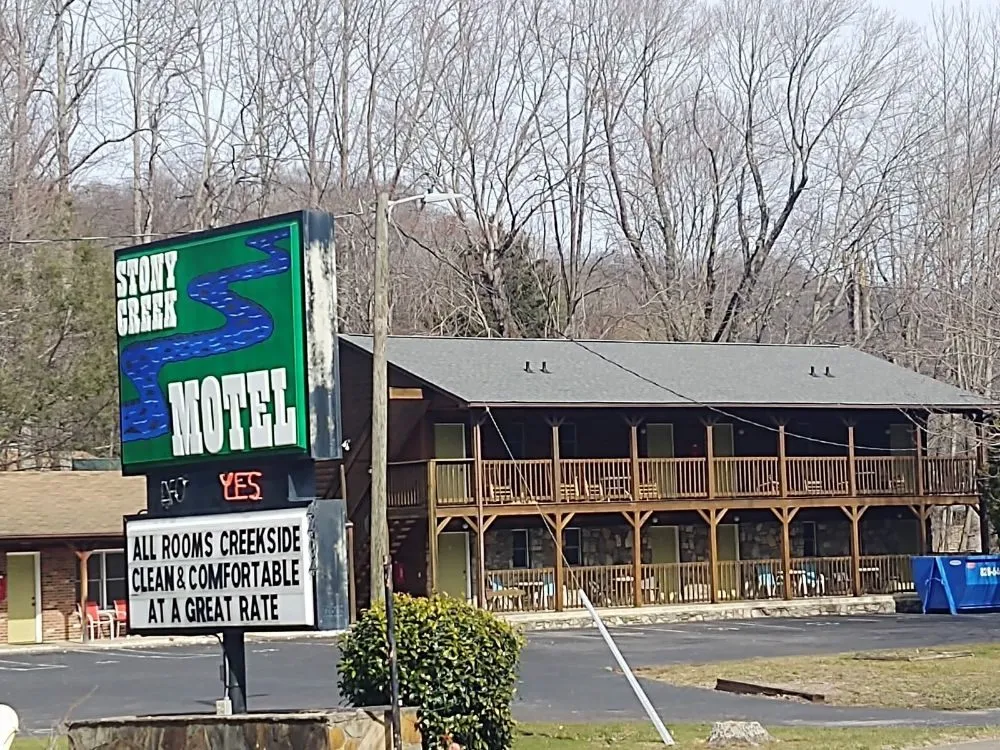 STONY
CREEK
MOTEL
YES
ALL ROOMS CREEKSIDE
CLEAN & COMFORTABLE
AT A GREAT RATE